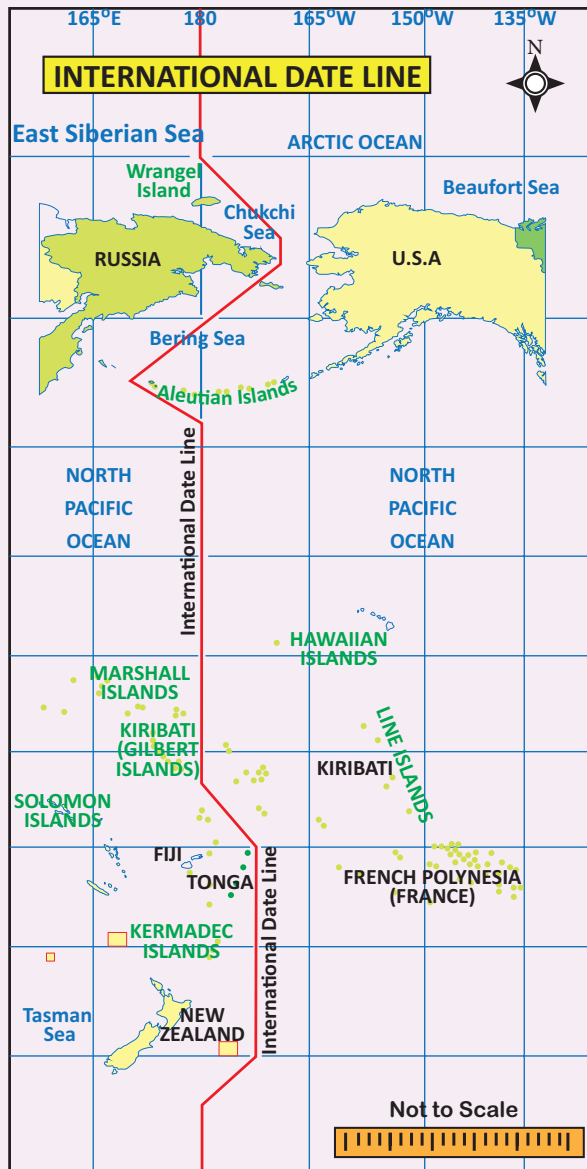 165°E 180 165°W 150°W 135°W
N
INTERNATIONAL DATE LINE
East Siberian Sea
ARCTIC OCEAN
Wrangel
Island
Beaufort Sea
Chukchi
Sea
RUSSIA
U.S.A
Bering Sea
Aleutian Islands
International Date Line
NORTH
PACIFIC
OCEAN
NORTH
PACIFIC
OCEAN
HAWAIIAN
ISLANDS
MARSHALL
ISLANDS
KIRIBATI
(GILBERT
ISLANDS)
LINE ISLANDS
KIRIBATI
SOLOMON
ISLANDS
FIJI
TONGA
FRENCH POLYNESIA
(FRANCE)
KERMADEC
ISLANDS
International Date Line
Tasman
Sea
NEW
ZEALAND
Not to Scale